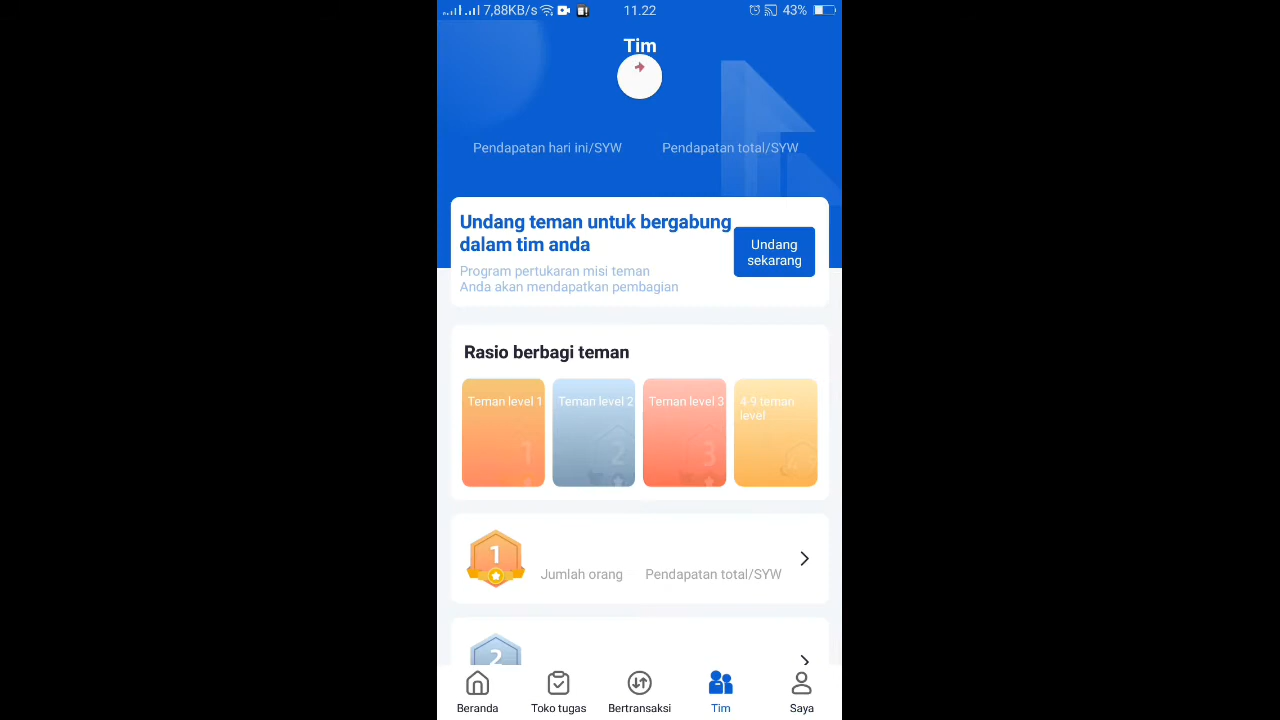 7,88KB/s 11.22 43%
Tim
Pendapatan hari ini/SYW Pendapatan total/SYW
Undang teman untuk bergabung
dalam tim anda
Undang
sekarang
Program pertukaran misi teman
Anda akan mendapatkan pembagian
Rasio berbagi teman
Teman level 1 Teman level 2 Teman level 3 4-9 teman
level
1 2 3
1
Jumlah orang Pendapatan total/SYW
2
Beranda Toko tugas Bertransaksi Tim Saya